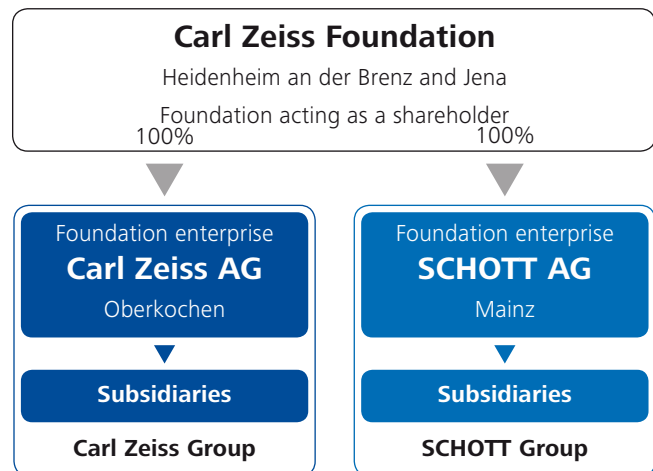 Carl Zeiss Foundation
Heidenheim an der Brenz and Jena
Foundation acting as a shareholder
100%
100%
Foundation enterprise
Carl Zeiss AG
Oberkochen
Subsidiaries
Carl Zeiss Group
Foundation enterprise
SCHOTT AG
Mainz
Subsidiaries
SCHOTT Group